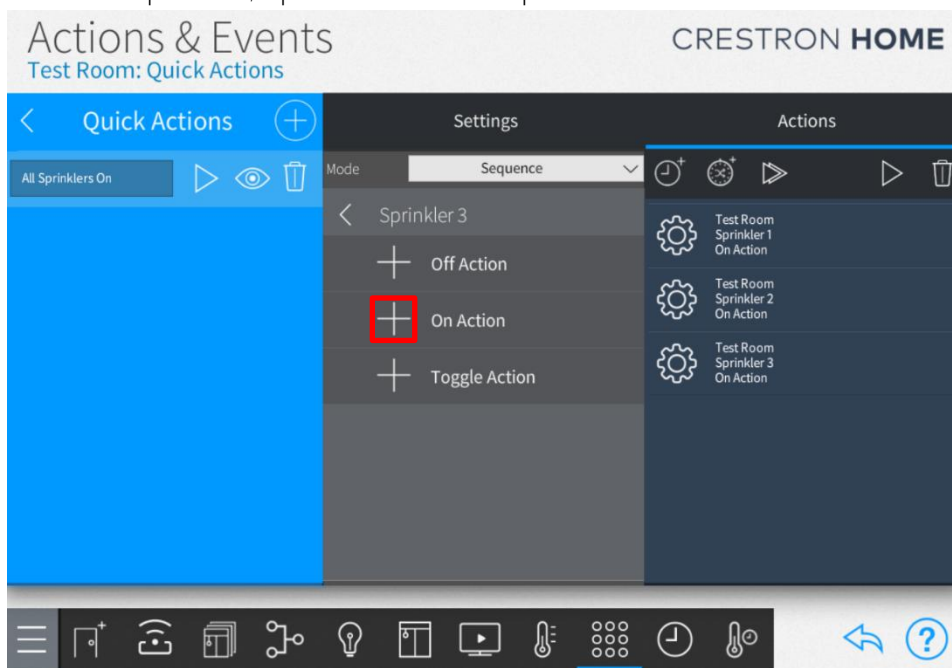 Actions & Events
CRESTRON HOME
Test Room: Quick Actions
Quick Actions
Settings
Actions
All Sprinklers On
Mode
Sequence
Sprinkler 3
Off Action
On Action
Toggle Action
Test Room
Sprinkler 1
On Action
Test Room
Sprinkler 2
On Action
Test Room
Sprinkler 3
On Action
?